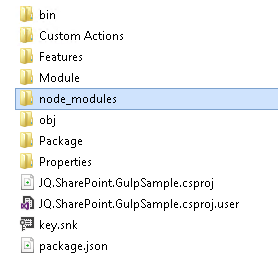 bin
Custom Actions
Features
Module
node_modules
obj
Package
Properties
JQ.SharePoint.GulpSample.csproj
JQ.SharePoint.GulpSample.csproj.user
key.snk
package.json